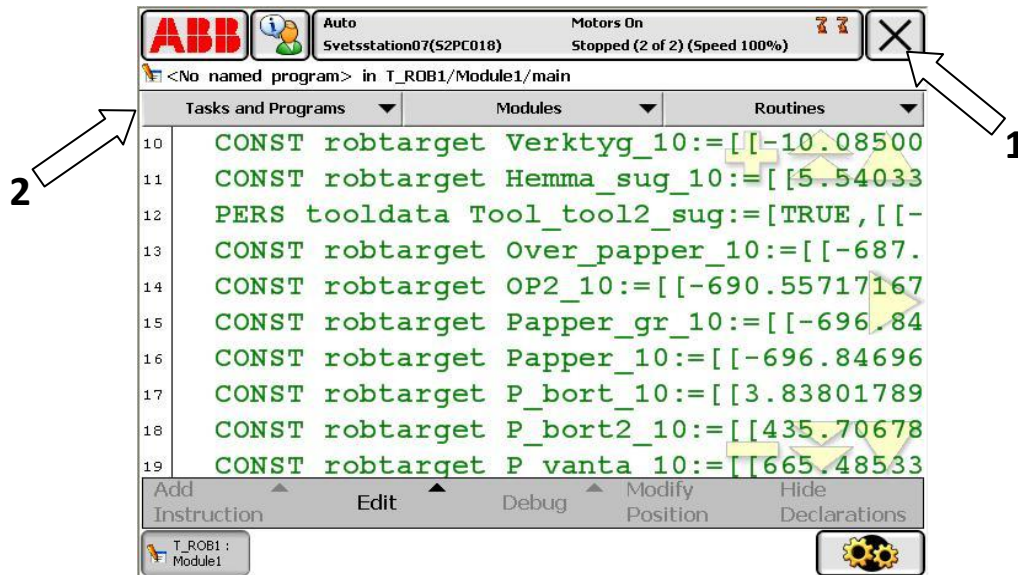 ABB Auto Motors On
Svetsstation07(S2PC018) Stopped (2 of 2) (Speed 100%)
1
<No named program> in T_ROB1/Module1/main
2
Tasks and Programs Modules Routines
10 CONST robtarget Verktyg_10:=[[-10.08500
11 CONST robtarget Hemma_sug_10:=[[5.54033
12 PERS tooldata Tool_tool2_sug:=[TRUE,[[-
13 CONST robtarget Over_papper_10:=[[-687.
14 CONST robtarget OP2_10:=[[-690.55717167
15 CONST robtarget Papper_gr_10:=[[-696.84
16 CONST robtarget Papper_10:=[[-696.84696
17 CONST robtarget P_bort_10:=[[3.83801789
18 CONST robtarget P_bort2_10:=[[435.70678
19 CONST robtarget P_vanta_10:=[[665.48533
Add Instruction Edit Debug Modify Position Hide Declarations
T_ROB1 :
Module1